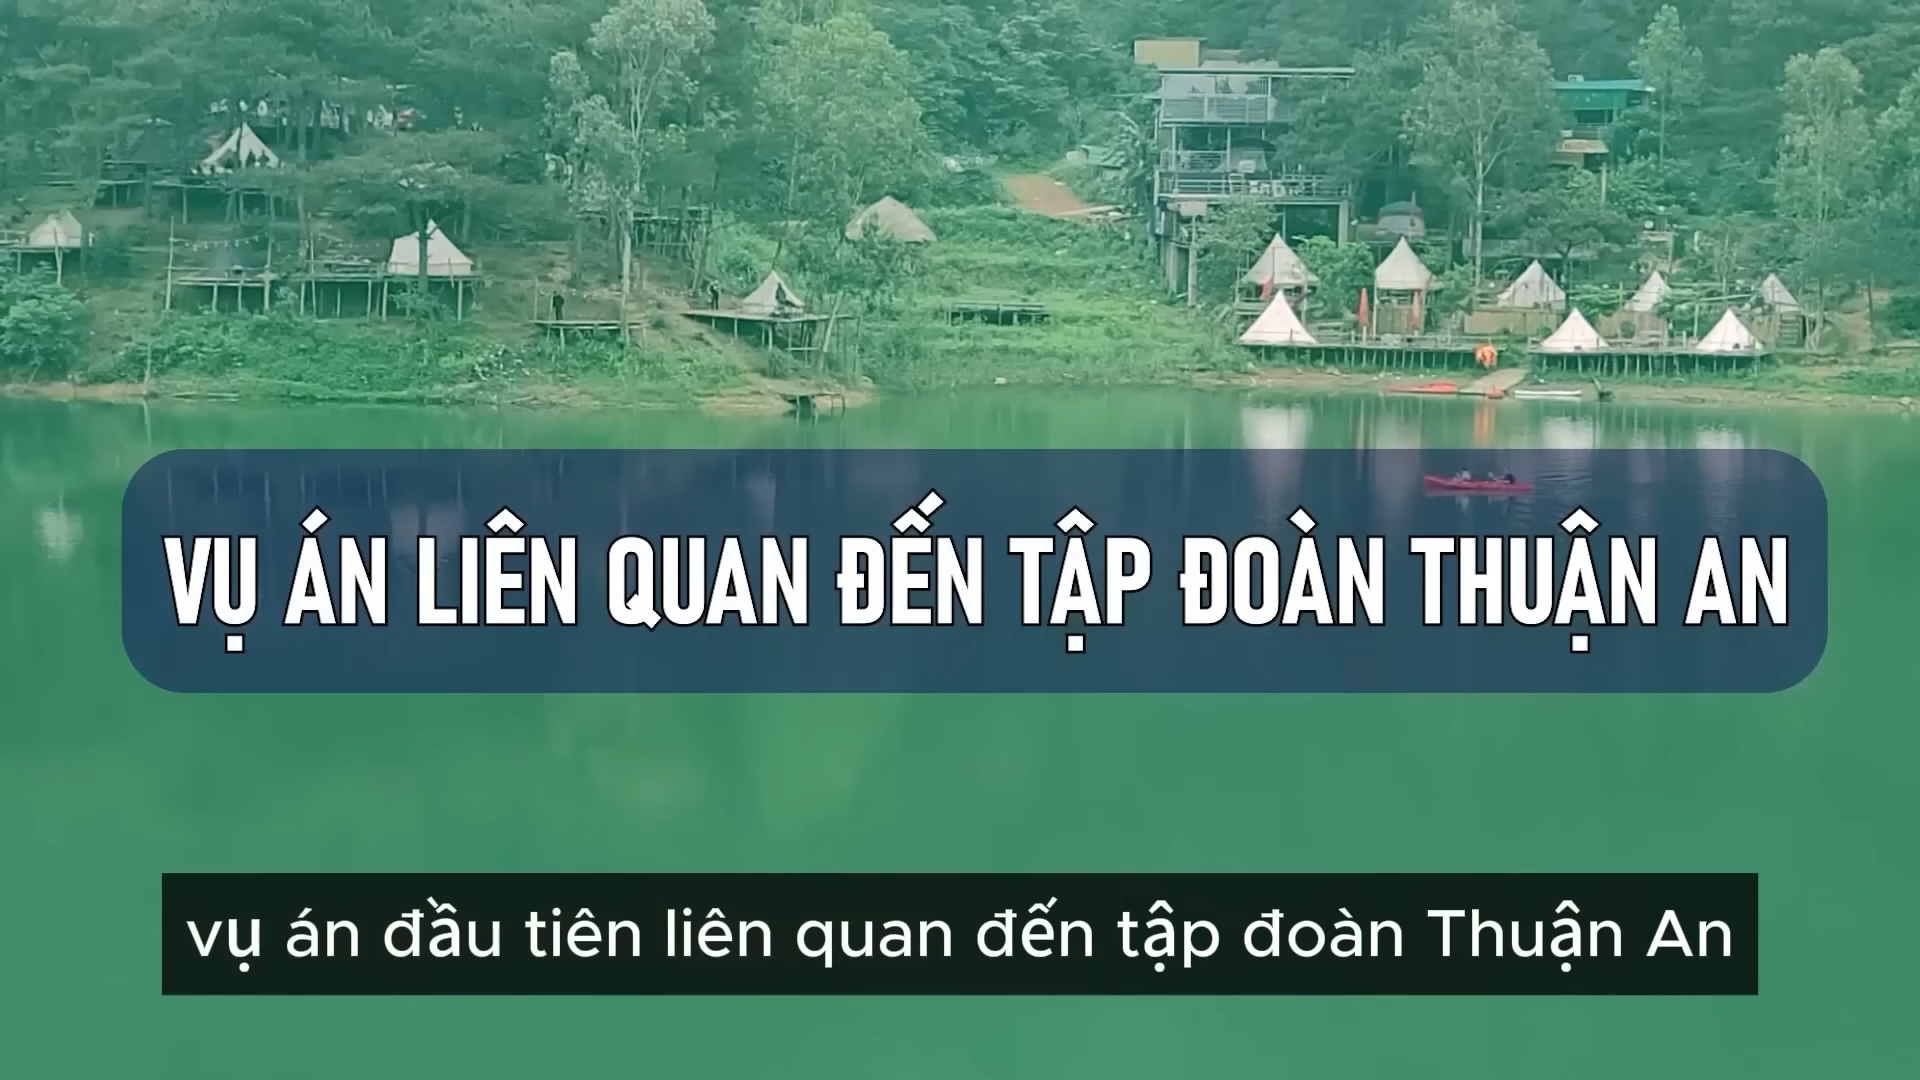 VỤ ÁN LIÊN QUAN ĐẾN TẬP ĐOÀN THUẬN AN
vụ án đầu tiên liên quan đến tập đoàn Thuận An